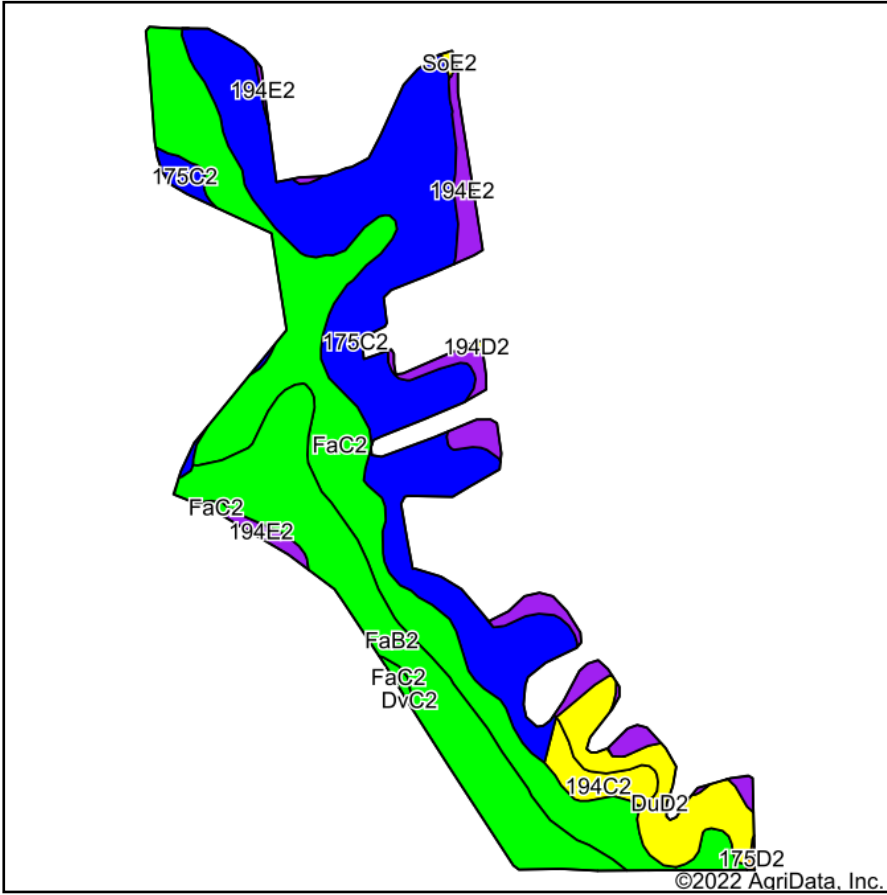 SoE2
194E2
175C2
194E2
175C2
194D2
FaC2
FaC2
194E2
FaB2
FaC2
DvC2
194C2
DuD2
175D2
©2022 AgriData, Inc.